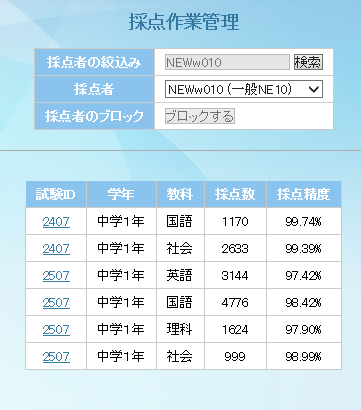 採点作業管理
採点者の絞込み NEWw010 検索
採点者 NEWw010 (一般NE10)
採点者のブロック ブロックする
試験ID 学年 教科 採点数 採点精度
2407 中学1年 国語 1170 99.74%
2407 中学1年 社会 2633 99.39%
2507 中学1年 英語 3144 97.42%
2507 中学1年 国語 4776 98.42%
2507 中学1年 理科 1624 97.90%
2507 中学1年 社会 999 98.99%